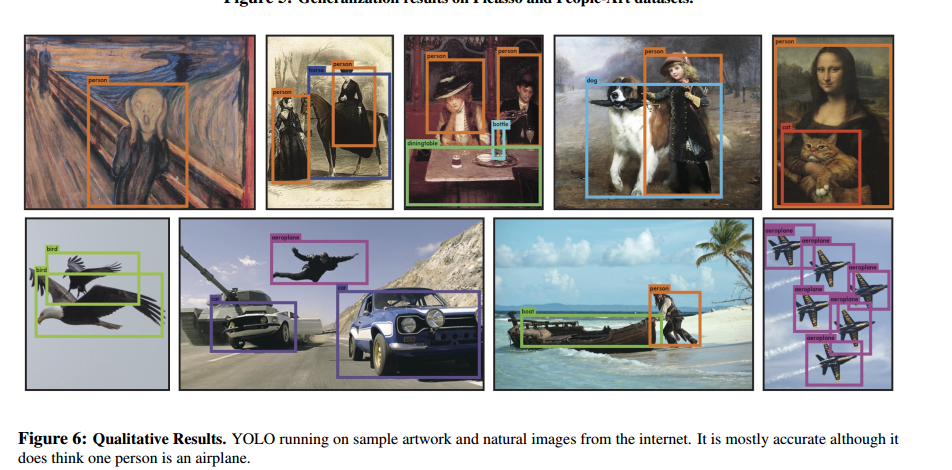 Figure 5: Generalization results on Picasso and People-Art datasets.
person
person
horse
person
person
person
bottle
diningtable
person
dog
person
cat
bird
bird
aeroplane
car
car
person
boat
aeroplane
aeroplane
aeroplane
aeroplane
aeroplane
aeroplane
Figure 6: Qualitative Results. YOLO running on sample artwork and natural images from the internet. It is mostly accurate although it
does think one person is an airplane.